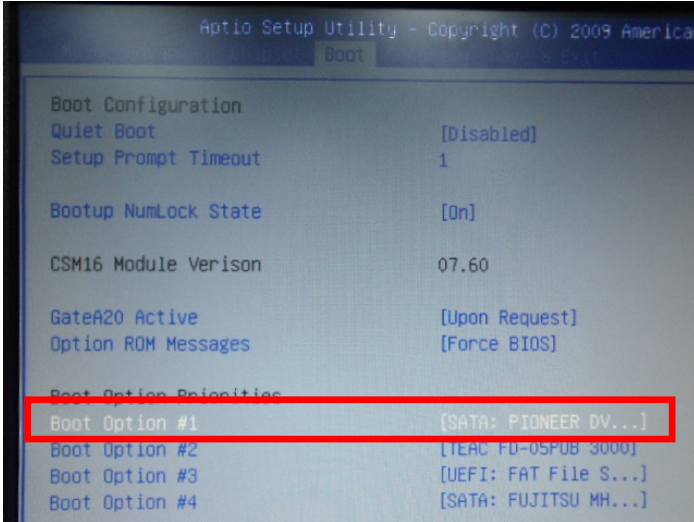 Aptio Setup Utility - Copyright (C) 2009 America
Boot
Boot Configuration
Quiet Boot [Disabled]
Setup Prompt Timeout 1
Bootup NumLock State [On]
CSM16 Module Verison 07.60
GateA20 Active [Upon Request]
Option ROM Messages [Force BIOS]
Boot Option Priorities
Boot Option #1 [SATA: PIONEER DV...]
Boot Option #2 [TEAC FD-05PUB 3000]
Boot Option #3 [UEFI: FAT File S...]
Boot Option #4 [SATA: FUJITSU MH...]